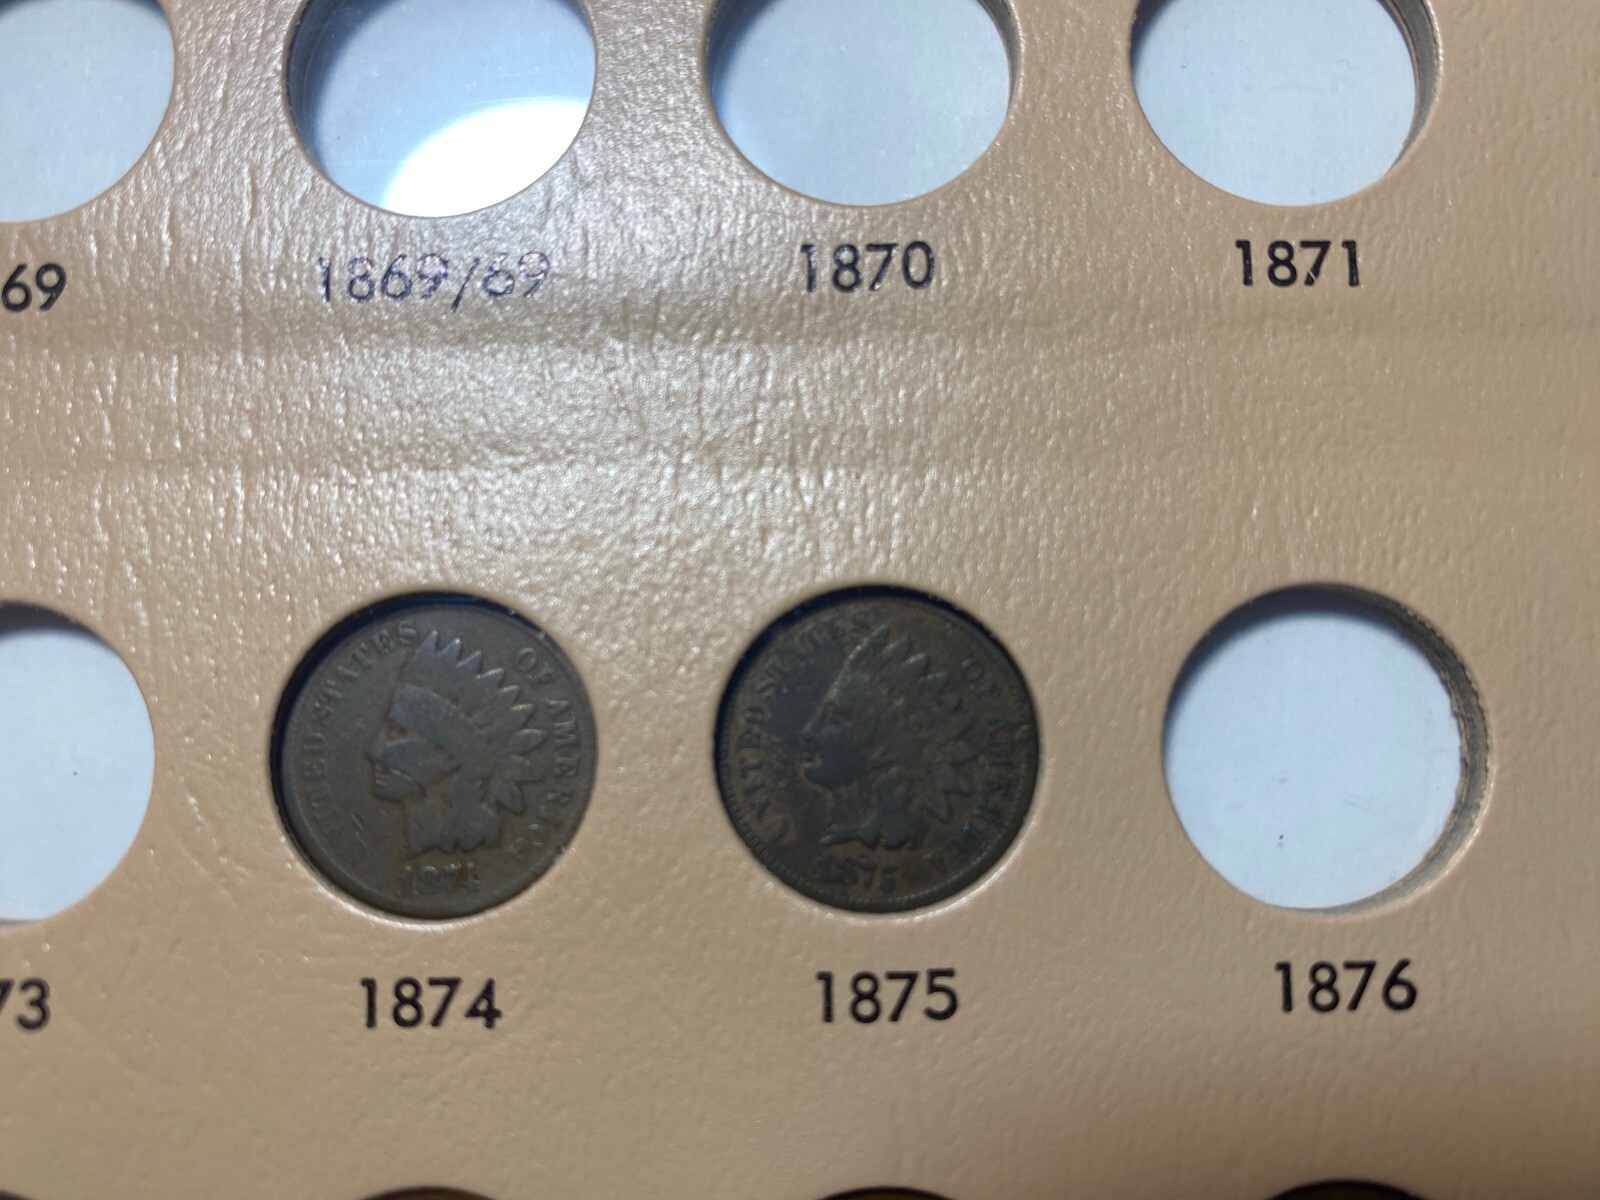 69 1869/69 1870 1871
UNITED STATES OF AMERICA
1874
UNITED STATES OF AMERICA
1875
73 1874 1875 1876